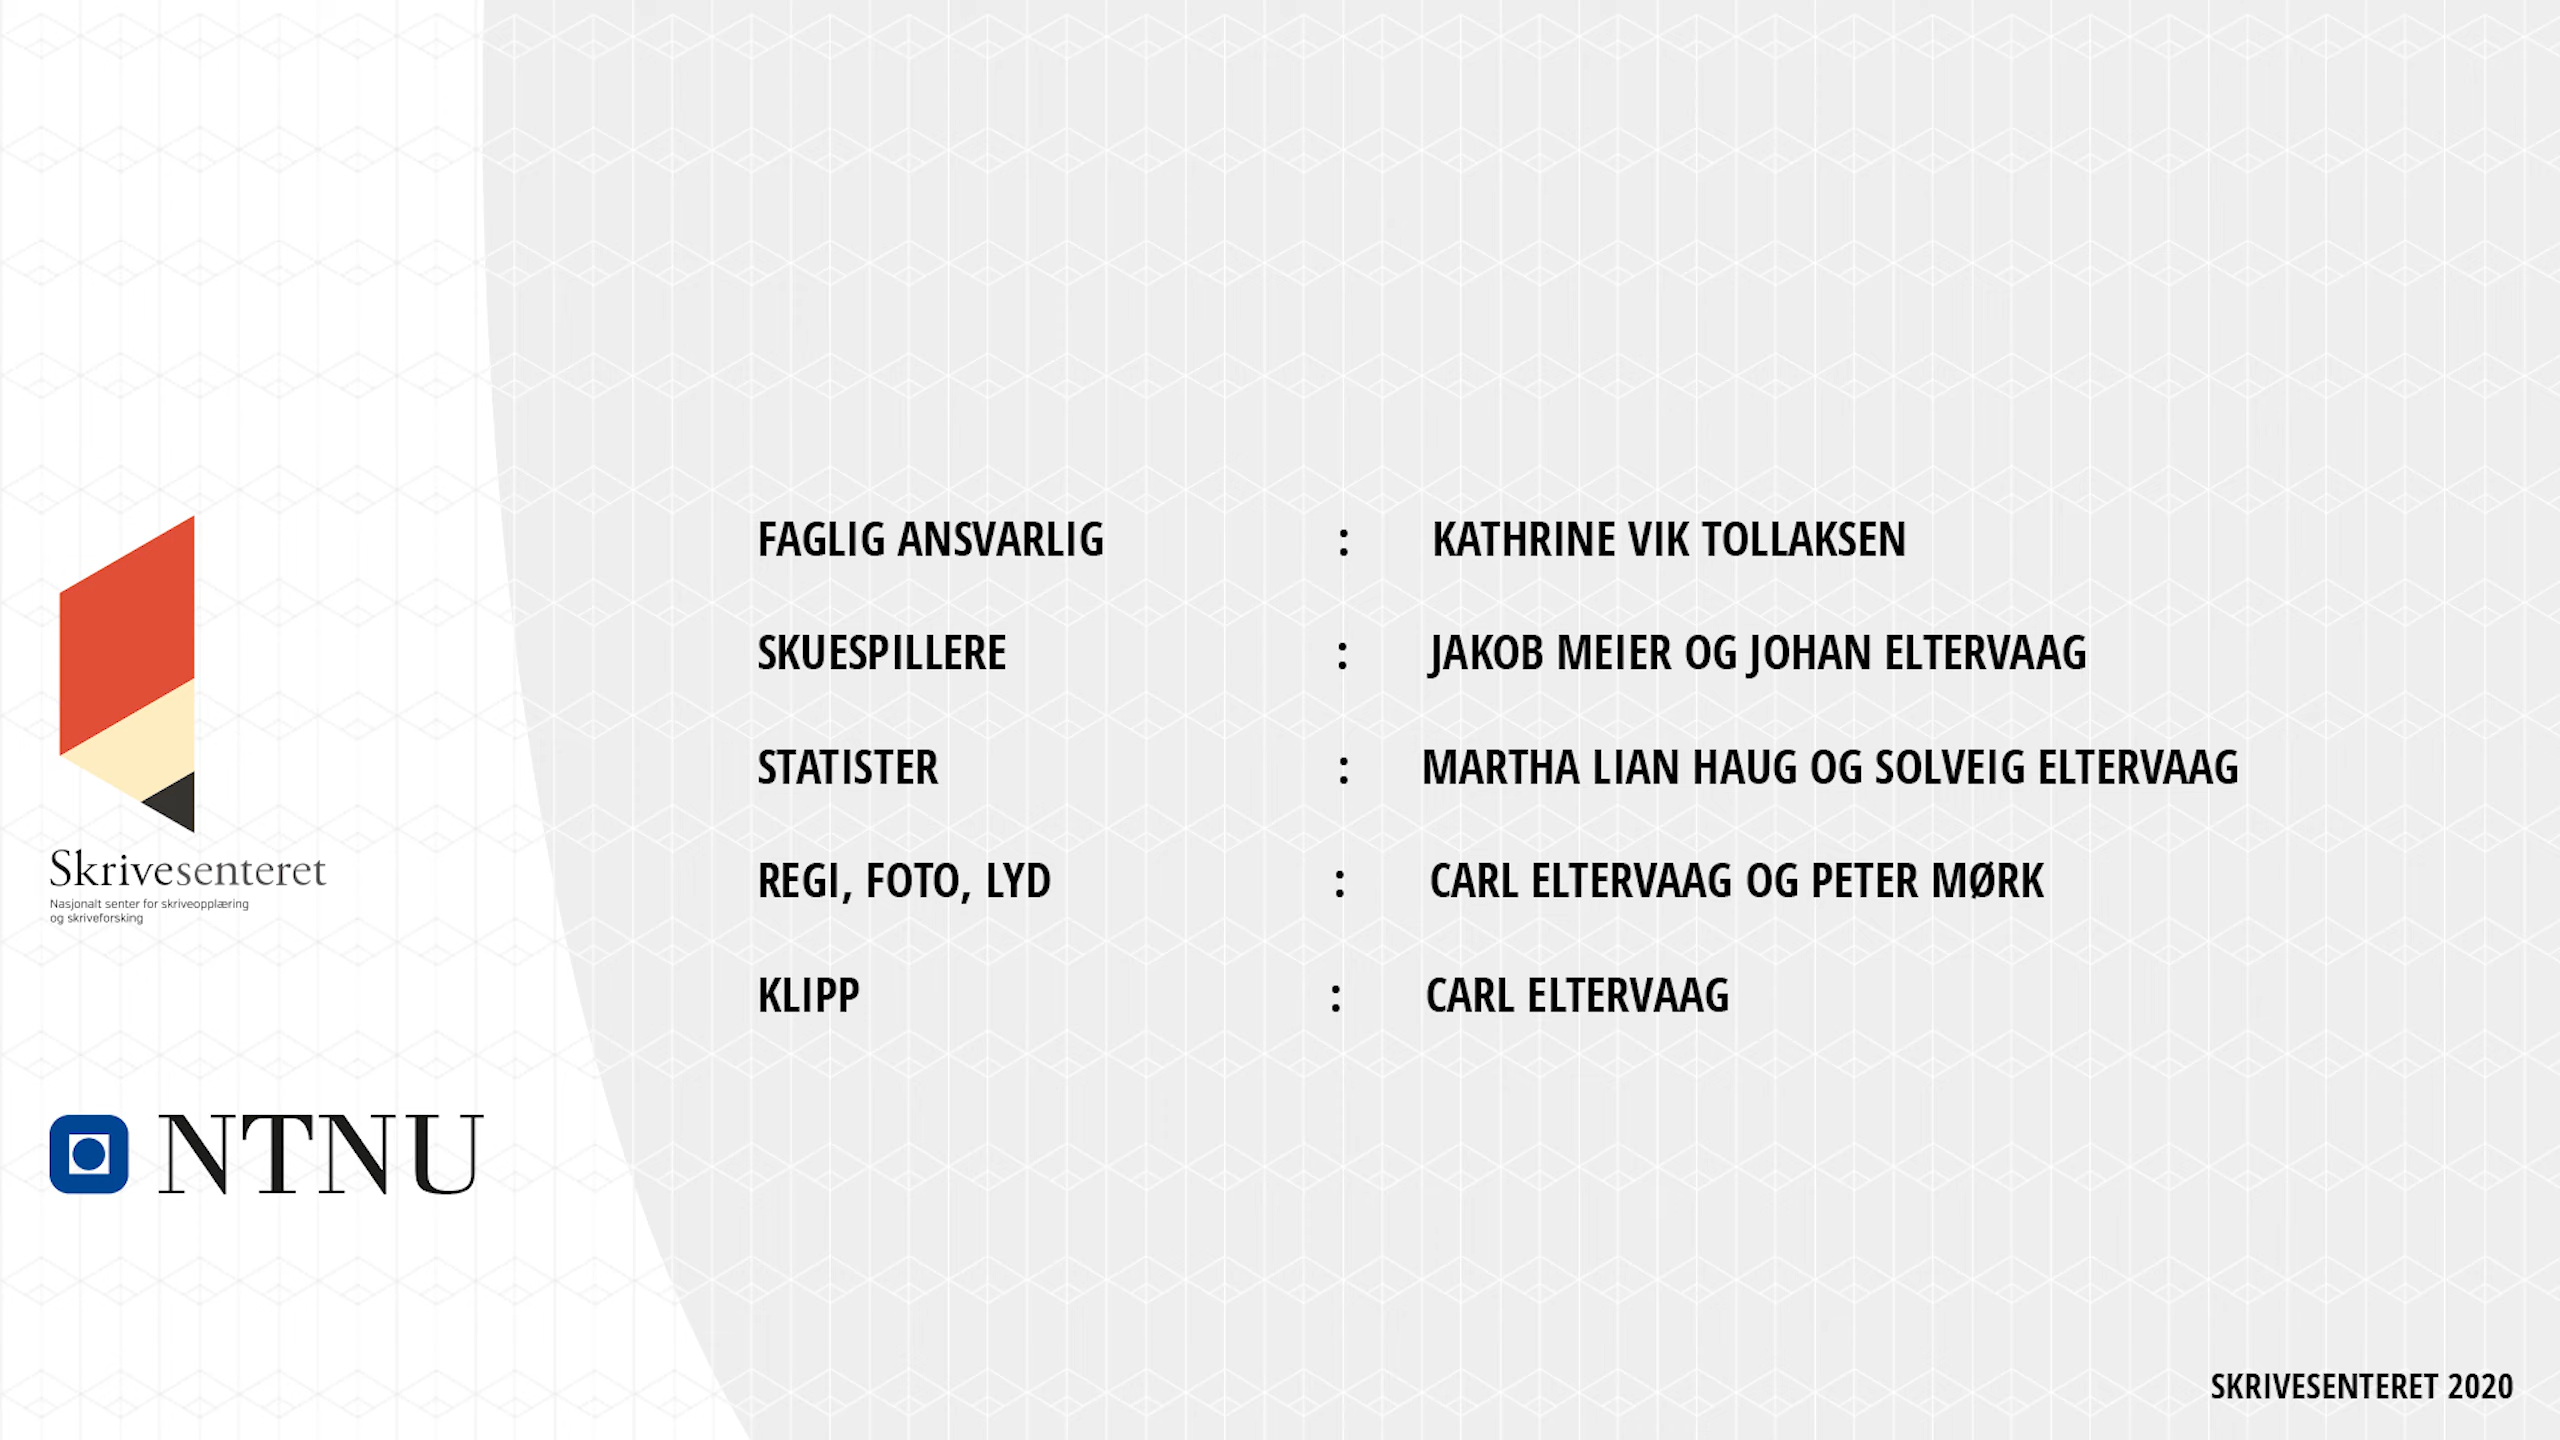 FAGLIG ANSVARLIG : KATHRINE VIK TOLLAKSEN
SKUESPILLERE : JAKOB MEIER OG JOHAN ELTERVAAG
STATISTER : MARTHA LIAN HAUG OG SOLVEIG ELTERVAAG
REGI, FOTO, LYD : CARL ELTERVAAG OG PETER MØRK
KLIPP : CARL ELTERVAAG
Skrivesenteret
Nasjonalt senter for skriveopplæring
og skriveforsking
NTNU
SKRIVESENTERET 2020